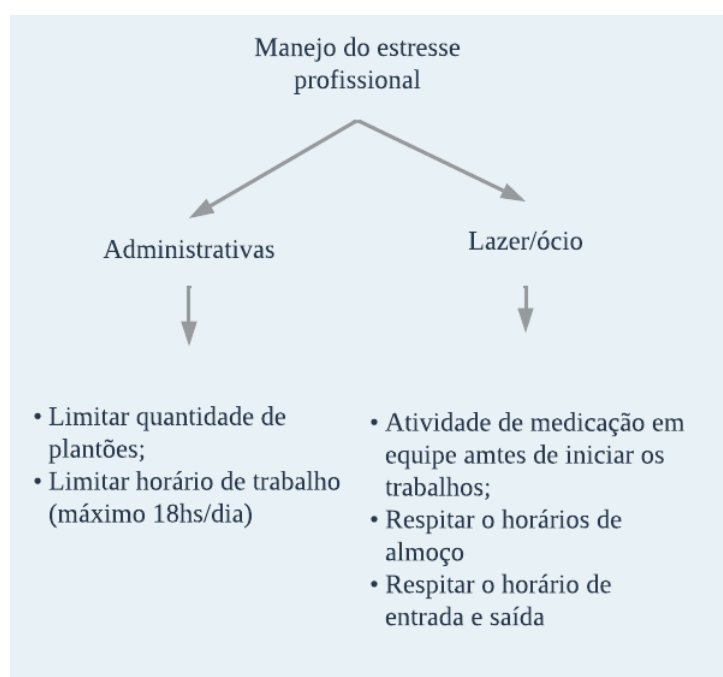 Manejo do estresse
profissional
Administrativas
Lazer/ócio
• Limitar quantidade de
plantões;
• Limitar horário de trabalho
(máximo 18hs/dia)
• Atividade de medicação em
equipe amtes de iniciar os
trabalhos;
• Respitar o horários de
almoço
• Respitar o horário de
entrada e saída